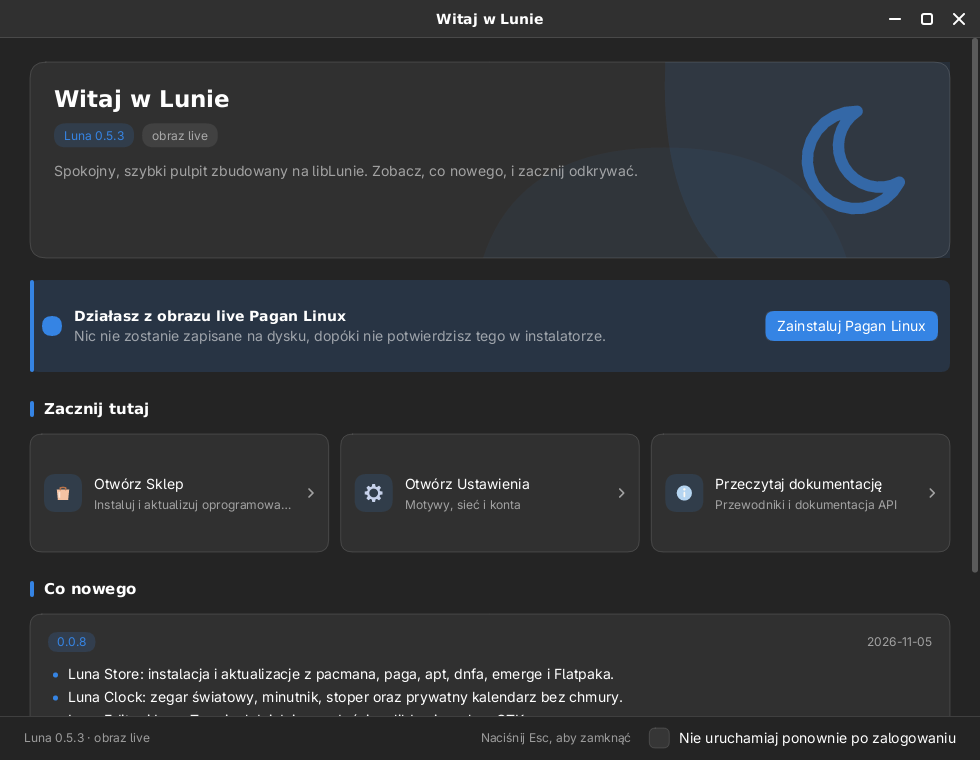 Witaj w Lunie
Witaj w Lunie
Luna 0.5.3 obraz live
Spokojny, szybki pulpit zbudowany na libLunie. Zobacz, co nowego, i zacznij odkrywać.
Działasz z obrazu live Pagan Linux
Nic nie zostanie zapisane na dysku, dopóki nie potwierdzisz tego w instalatorze.
Zainstaluj Pagan Linux
Zacznij tutaj
Otwórz Sklep
Instaluj i aktualizuj oprogramowa...
Otwórz Ustawienia
Motywy, sieć i konta
Przeczytaj dokumentację
Przewodniki i dokumentacja API
Co nowego
0.0.8 2026-11-05
Luna Store: instalacja i aktualizacje z pacmana, paga, apt, dnfa, emerge i Flatpaka.
Luna Clock: zegar światowy, minutnik, stoper oraz prywatny kalendarz bez chmury.
Luna 0.5.3 · obraz live
Naciśnij Esc, aby zamknąć
Nie uruchamiaj ponownie po zalogowaniu